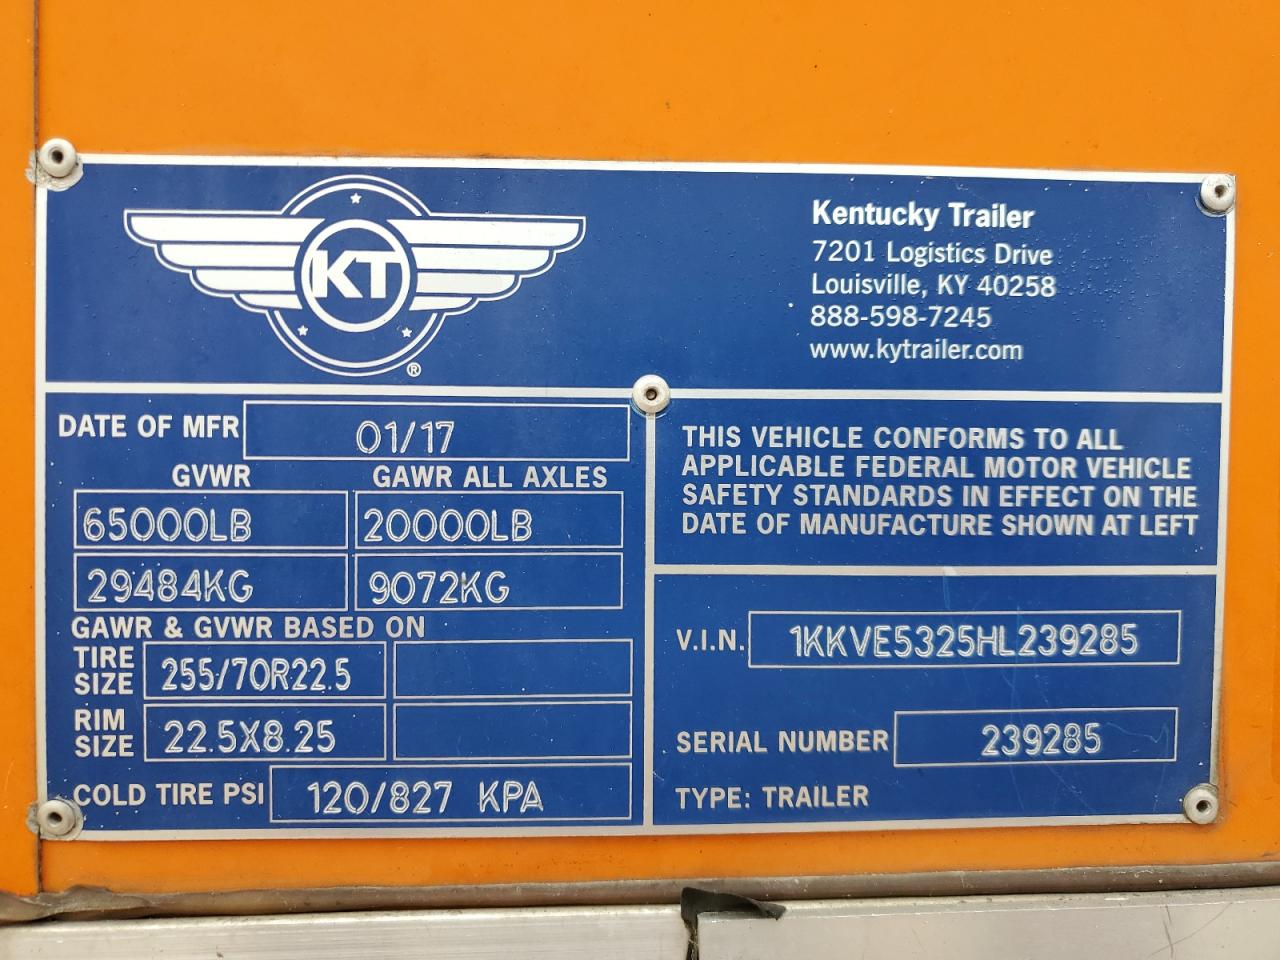 KT
®
Kentucky Trailer
7201 Logistics Drive
Louisville, KY 40258
888-598-7245
www.kytrailer.com
DATE OF MFR 01/17
GVWR GAWR ALL AXLES
65000LB 20000LB
29484KG 9072KG
GAWR & GVWR BASED ON
TIRE
SIZE 255/70R22.5
RIM
SIZE 22.5X8.25
COLD TIRE PSI 120/827 KPA
THIS VEHICLE CONFORMS TO ALL
APPLICABLE FEDERAL MOTOR VEHICLE
SAFETY STANDARDS IN EFFECT ON THE
DATE OF MANUFACTURE SHOWN AT LEFT
V.I.N. 1KKVE5325HL239285
SERIAL NUMBER 239285
TYPE: TRAILER